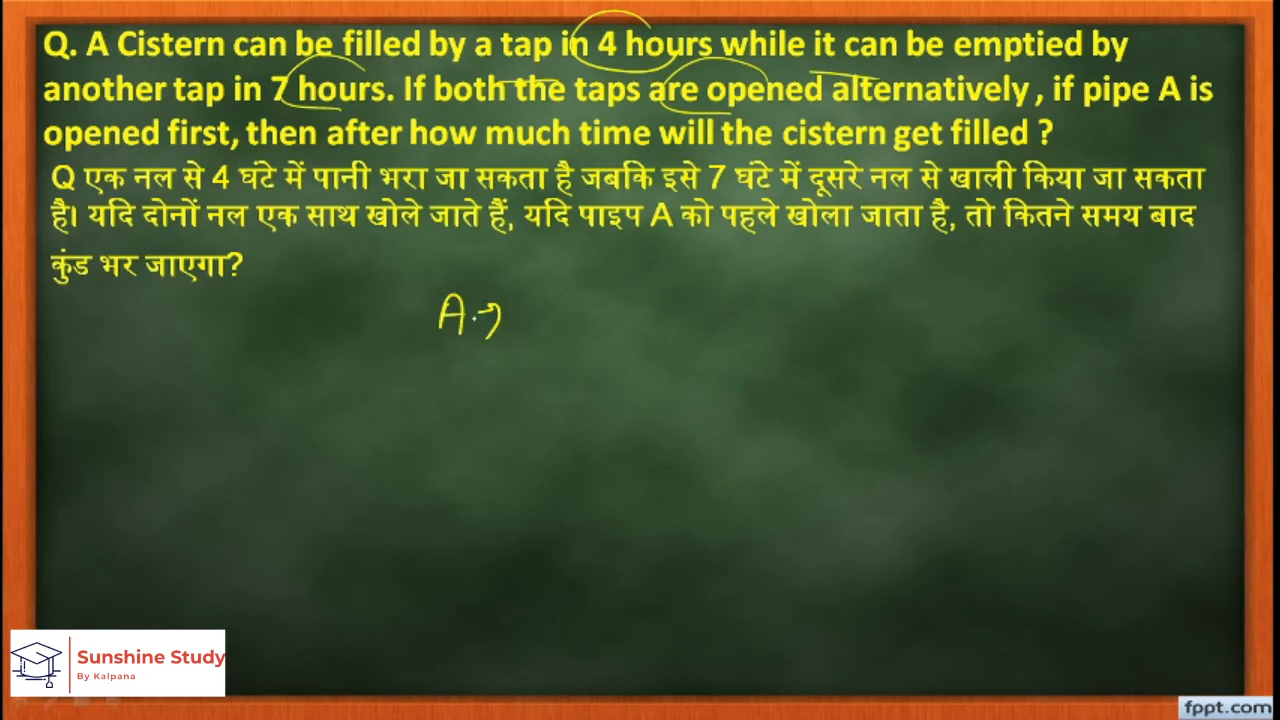 Q. A Cistern can be filled by a tap in 4 hours while it can be emptied by
another tap in 7 hours. If both the taps are opened alternatively , if pipe A is
opened first, then after how much time will the cistern get filled ?
Q एक नल से 4 घंटे में पानी भरा जा सकता है जबकि इसे 7 घंटे में दूसरे नल से खाली किया जा सकता
है। यदि दोनों नल एक साथ खोले जाते हैं, यदि पाइप A को पहले खोला जाता है, तो कितने समय बाद
कुंड भर जाएगा?
A
Sunshine Study
By Kalpana
fppt.com